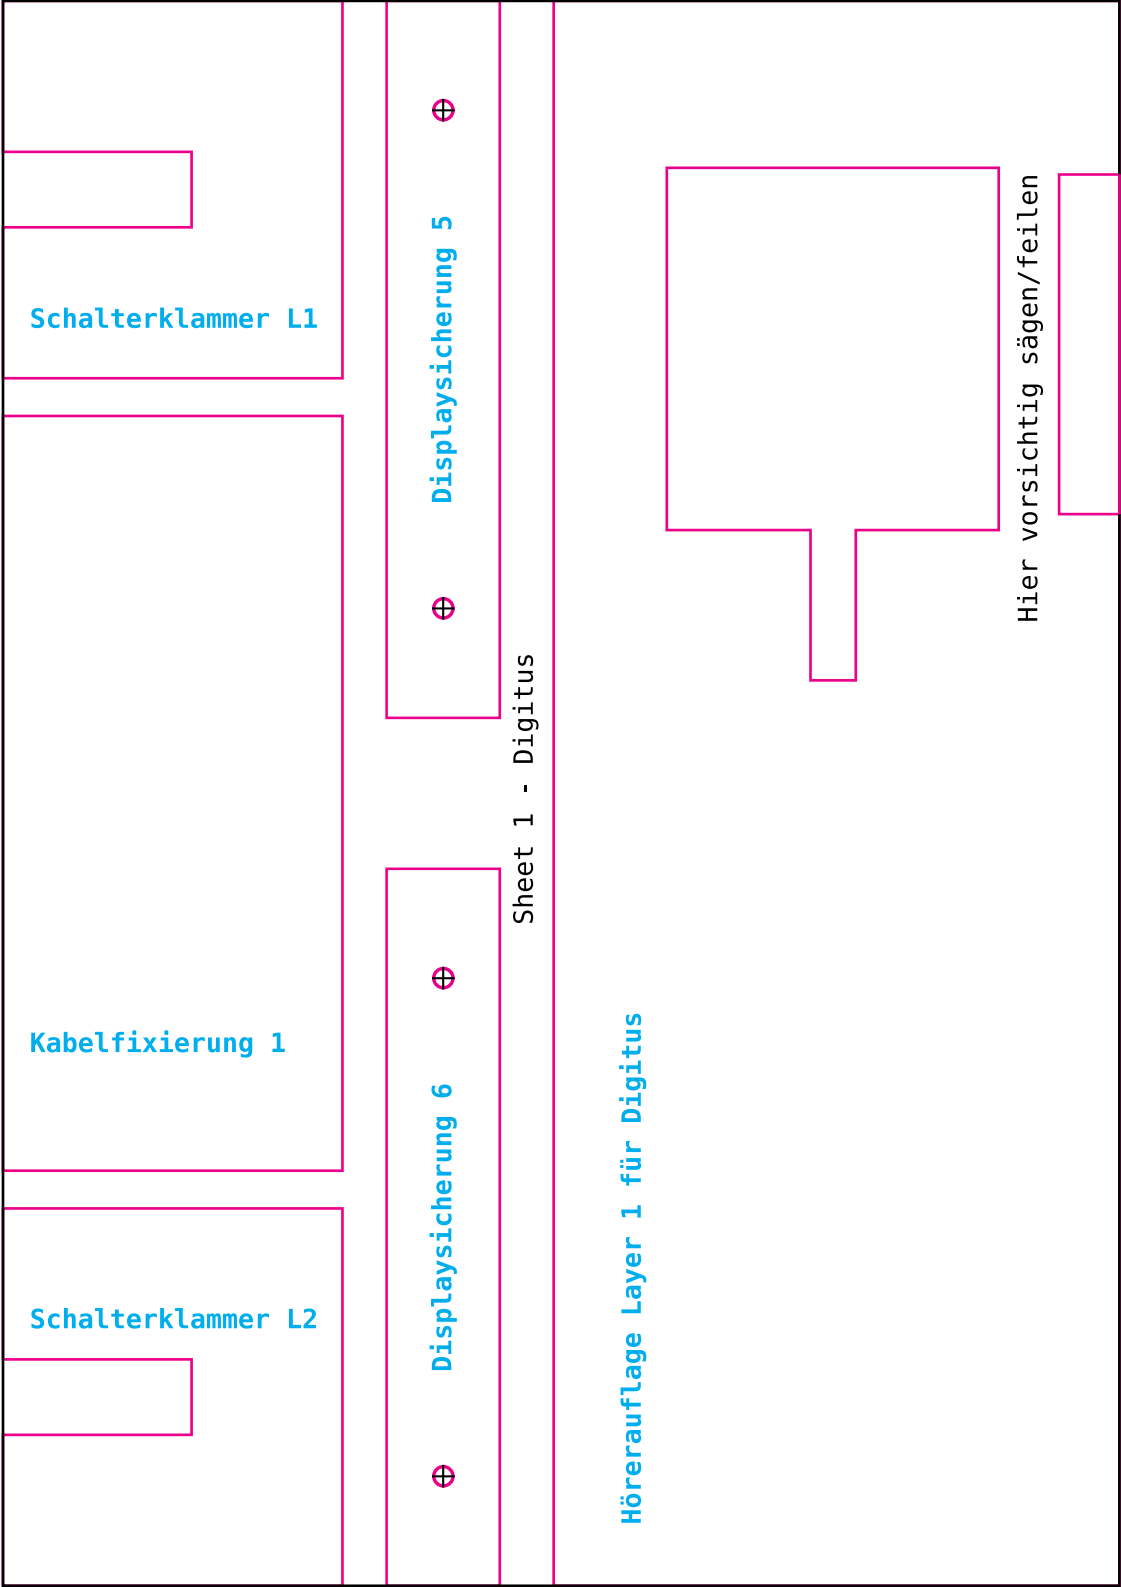 Schalterklammer L1
Kabelfixierung 1
Schalterklammer L2
Displaysicherung 5
Displaysicherung 6
Sheet 1 - Digitus
Hörerauflage Layer 1 für Digitus
Hier vorsichtig sägen/feilen